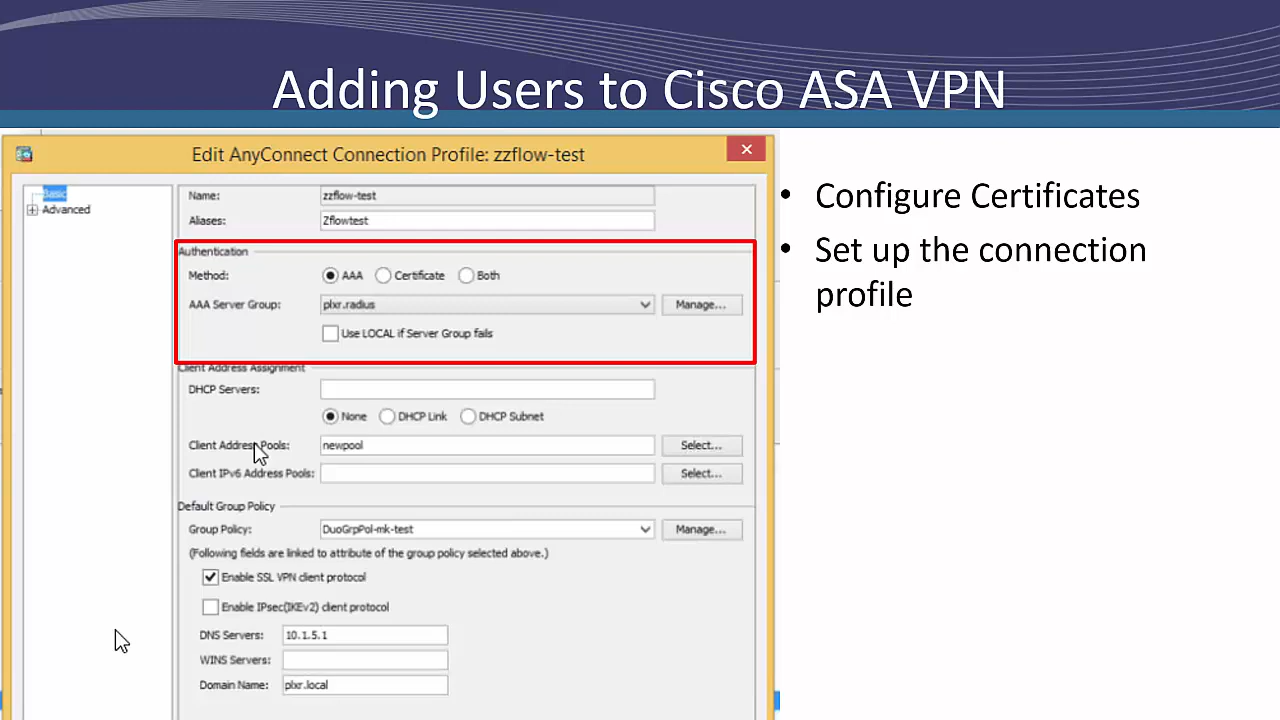 Adding Users to Cisco ASA VPN
Edit AnyConnect Connection Profile: zzflow-test
Basic
Advanced
Name: zzflow-test
Aliases: Zflowtest
Authentication
Method: AAA Certificate Both
AAA Server Group: plxr.radius Manage...
Use LOCAL if Server Group fails
Client Address Assignment
DHCP Servers:
None DHCP Link DHCP Subnet
Client Address Pools: newpool Select...
Client IPv6 Address Pools: Select...
Default Group Policy
Group Policy: DuoGrpPol-mk-test Manage...
(Following fields are linked to attribute of the group policy selected above.)
Enable SSL VPN client protocol
Enable IPsec(IKEv2) client protocol
DNS Servers: 10.1.5.1
WINS Servers:
Domain Name: plxr.local
• Configure Certificates
• Set up the connection
profile